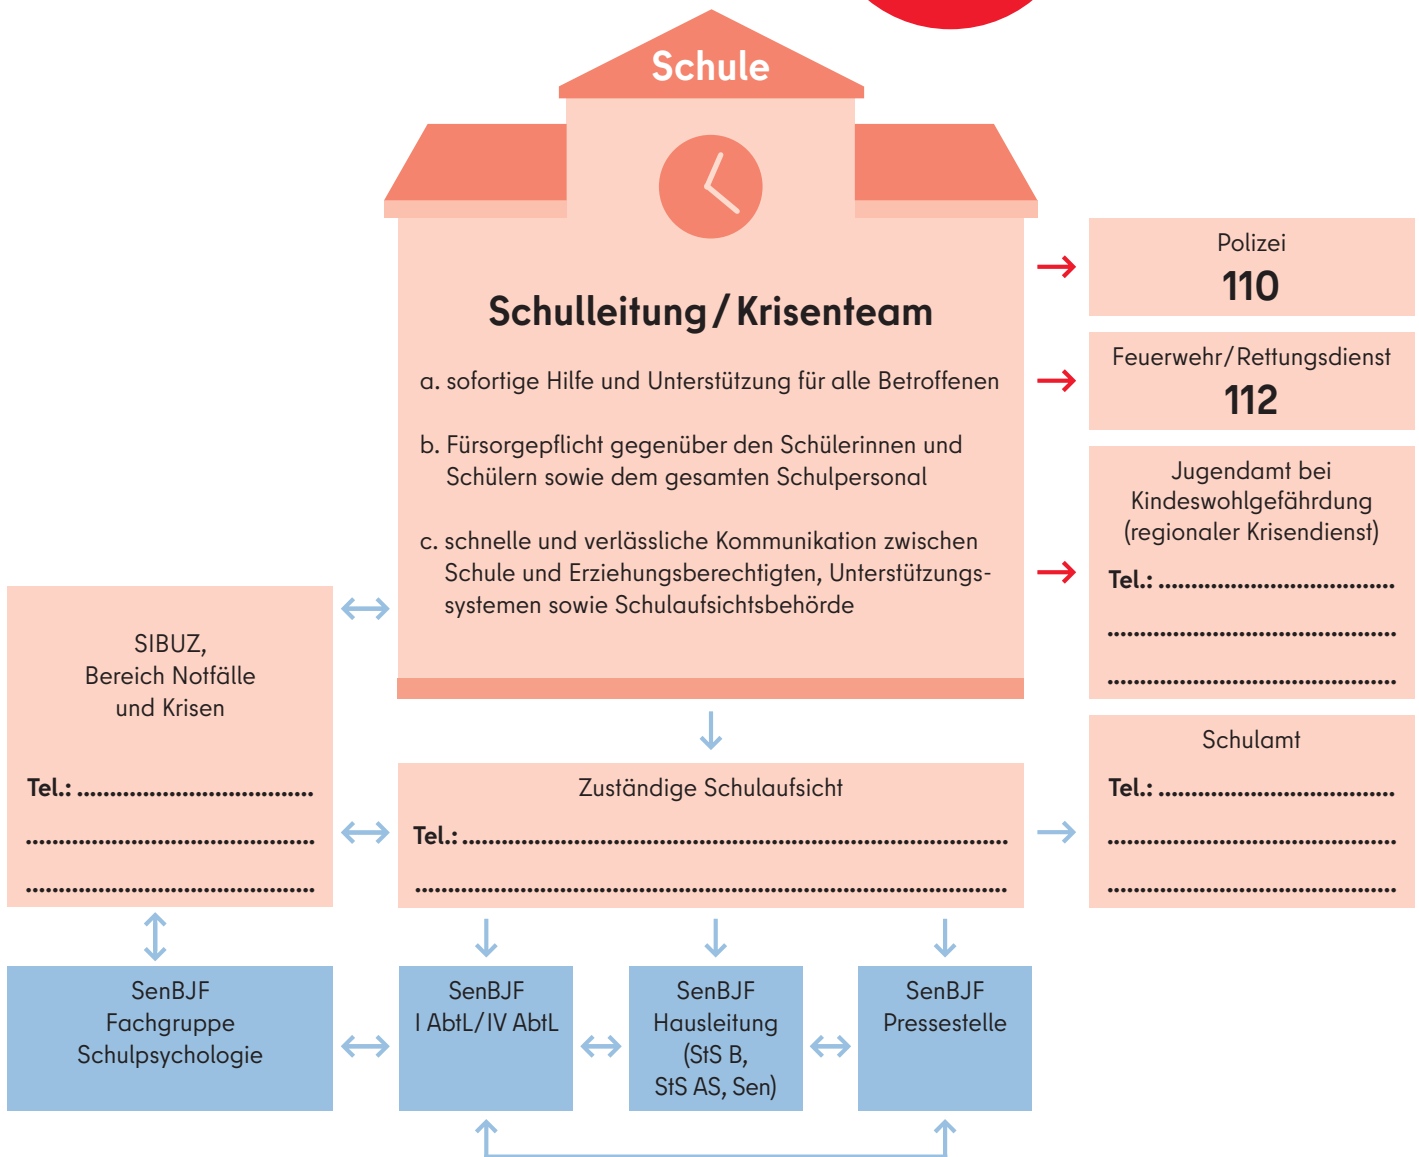 Schule
Schulleitung / Krisenteam
a. sofortige Hilfe und Unterstützung für alle Betroffenen
b. Fürsorgepflicht gegenüber den Schülerinnen und
Schülern sowie dem gesamten Schulpersonal
c. schnelle und verlässliche Kommunikation zwischen
Schule und Erziehungsberechtigten, Unterstützungs-
systemen sowie Schulaufsichtsbehörde
Polizei
110
Feuerwehr/Rettungsdienst
112
Jugendamt bei
Kindeswohlgefährdung
(regionaler Krisendienst)
Tel.: ....................................
............................................
............................................
SIBUZ,
Bereich Notfälle
und Krisen
Tel.: ....................................
............................................
............................................
Zuständige Schulaufsicht
Tel.: ...................................................................................
..........................................................................................
Schulamt
Tel.: ....................................
............................................
............................................
SenBJF
Fachgruppe
Schulpsychologie
SenBJF
I AbtL/IV AbtL
SenBJF
Hausleitung
(StS B,
StS AS, Sen)
SenBJF
Pressestelle